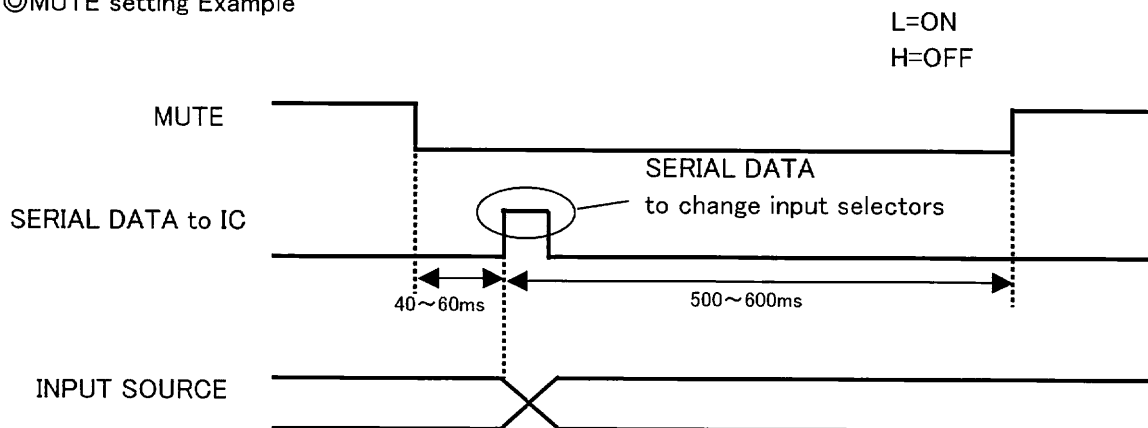 ◎MUTE setting Example
L=ON
H=OFF
MUTE
SERIAL DATA
to change input selectors
SERIAL DATA to IC
40～60ms
500～600ms
INPUT SOURCE